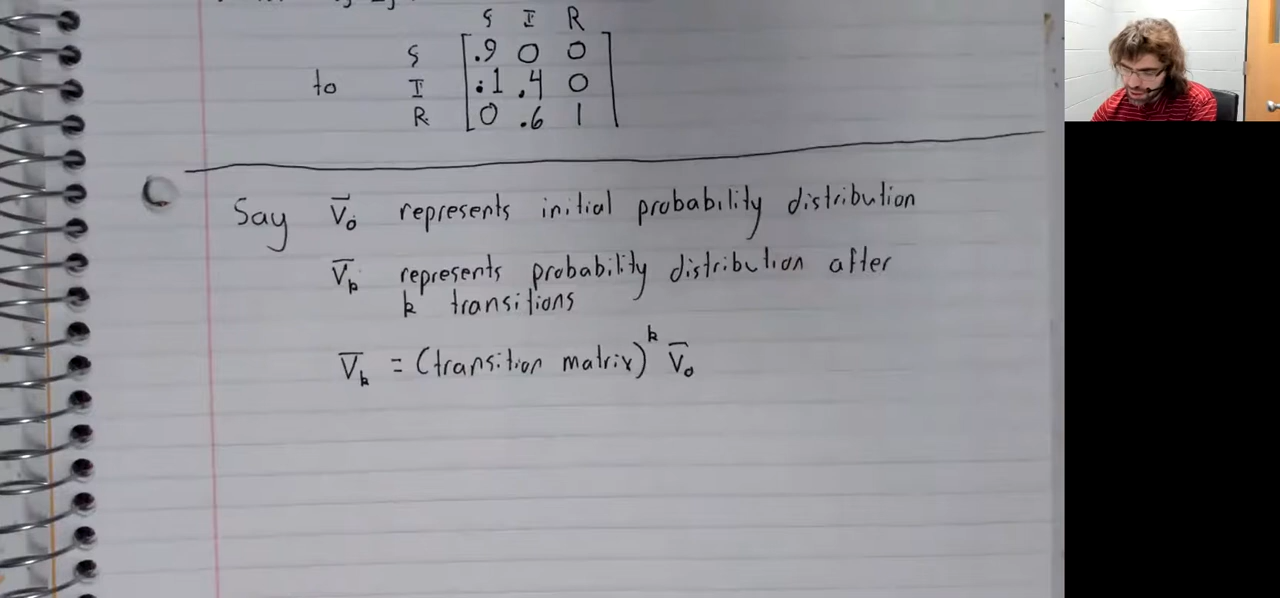 S I R
S .9 0 0
to I .1 .4 0
R 0 .6 1
Say V̄₀ represents initial probability distribution
V̄ₖ represents probability distribution after
k transitions
V̄ₖ = (transition matrix)ᵏ V̄₀